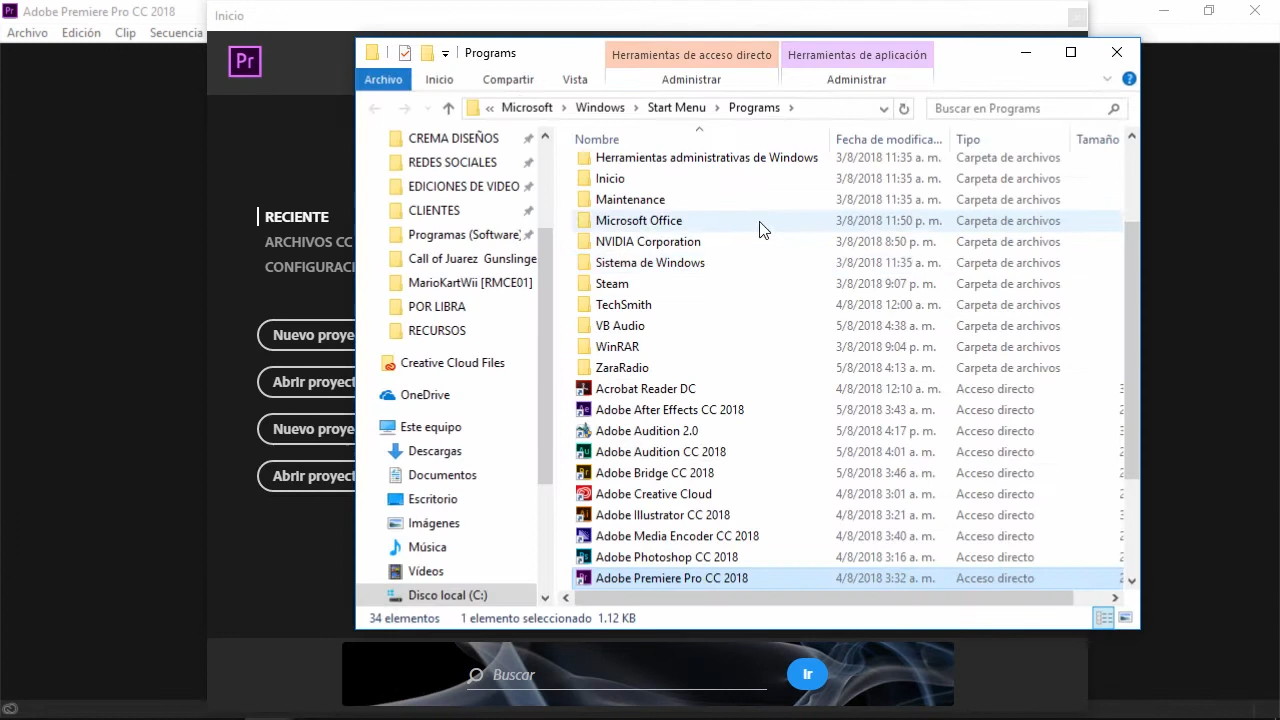 Adobe Premiere Pro CC 2018
Archivo Edición Clip Secuencia
Inicio
Pr
RECIENTE
ARCHIVOS CC
CONFIGURACI
Nuevo proye
Abrir proyect
Nuevo proye
Abrir proyect
Programs
Herramientas de acceso directo
Herramientas de aplicación
Archivo Inicio Compartir Vista Administrar Administrar
« Microsoft > Windows > Start Menu > Programs >
Buscar en Programs
CREMA DISEÑOS
REDES SOCIALES
EDICIONES DE VIDEO
CLIENTES
Programas (Software)
Call of Juarez Gunslinge
MarioKartWii [RMCE01]
POR LIBRA
RECURSOS
Creative Cloud Files
OneDrive
Este equipo
Descargas
Documentos
Escritorio
Imágenes
Música
Vídeos
Disco local (C:)
Nombre Fecha de modifica... Tipo Tamaño
Herramientas administrativas de Windows 3/8/2018 11:35 a. m. Carpeta de archivos
Inicio 3/8/2018 11:35 a. m. Carpeta de archivos
Maintenance 3/8/2018 11:35 a. m. Carpeta de archivos
Microsoft Office 3/8/2018 11:50 p. m. Carpeta de archivos
NVIDIA Corporation 3/8/2018 8:50 p. m. Carpeta de archivos
Sistema de Windows 3/8/2018 11:35 a. m. Carpeta de archivos
Steam 3/8/2018 9:07 p. m. Carpeta de archivos
TechSmith 4/8/2018 12:00 a. m. Carpeta de archivos
VB Audio 5/8/2018 4:38 a. m. Carpeta de archivos
WinRAR 3/8/2018 9:04 p. m. Carpeta de archivos
ZaraRadio 5/8/2018 4:13 a. m. Carpeta de archivos
Acrobat Reader DC 4/8/2018 12:10 a. m. Acceso directo
Adobe After Effects CC 2018 5/8/2018 3:43 a. m. Acceso directo
Adobe Audition 2.0 5/8/2018 4:17 p. m. Acceso directo
Adobe Audition CC 2018 5/8/2018 4:01 a. m. Acceso directo
Adobe Bridge CC 2018 5/8/2018 3:46 a. m. Acceso directo
Adobe Creative Cloud 4/8/2018 3:01 a. m. Acceso directo
Adobe Illustrator CC 2018 4/8/2018 3:21 a. m. Acceso directo
Adobe Media Encoder CC 2018 4/8/2018 3:40 a. m. Acceso directo
Adobe Photoshop CC 2018 4/8/2018 3:16 a. m. Acceso directo
Adobe Premiere Pro CC 2018 4/8/2018 3:32 a. m. Acceso directo
34 elementos 1 elemento seleccionado 1.12 KB
Buscar
Ir